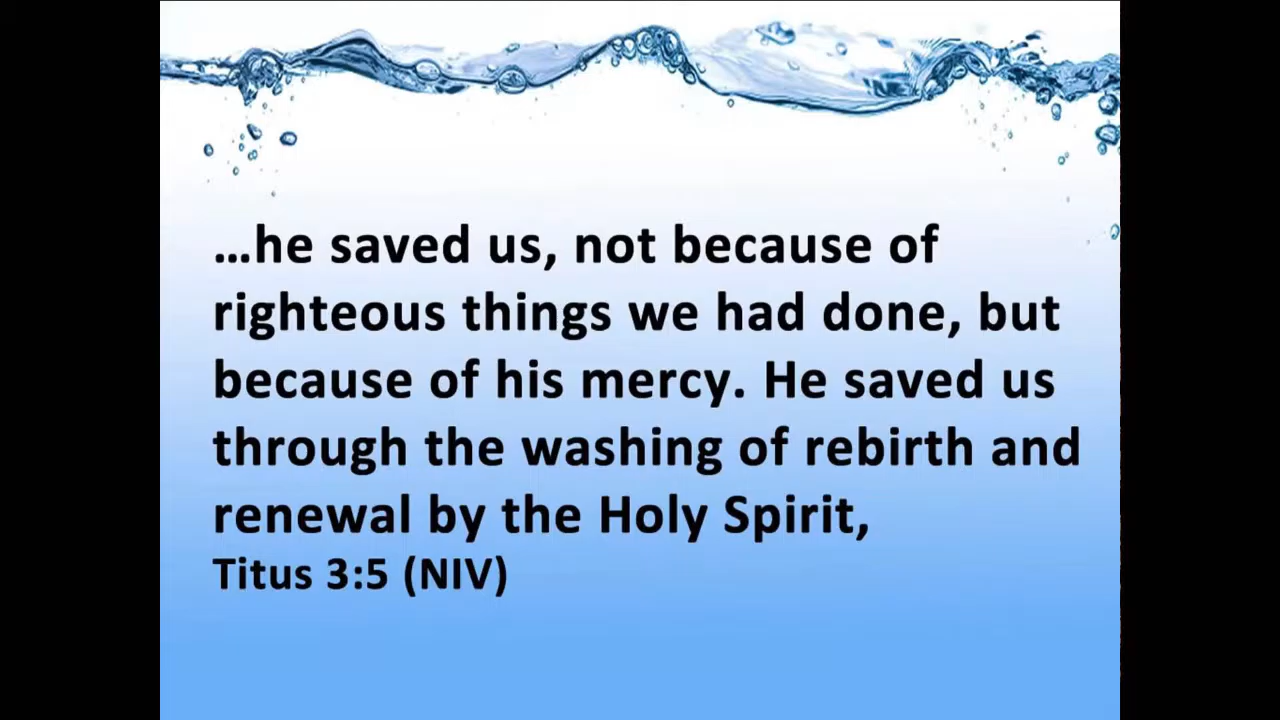 …he saved us, not because of
righteous things we had done, but
because of his mercy. He saved us
through the washing of rebirth and
renewal by the Holy Spirit,
Titus 3:5 (NIV)